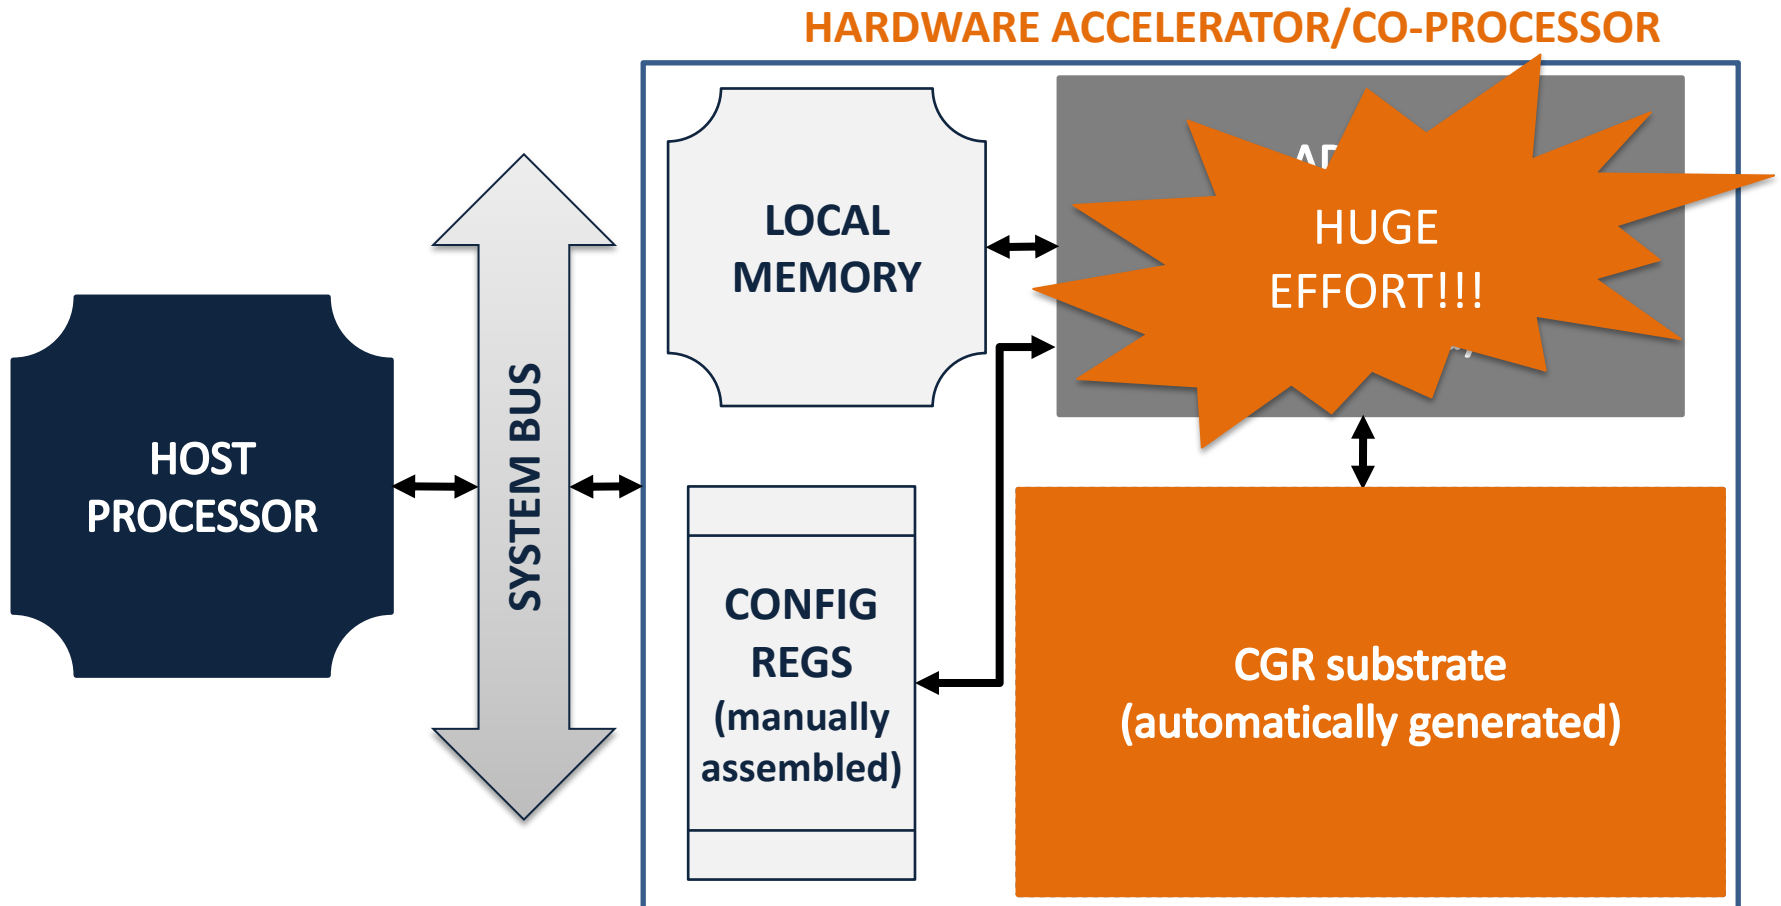 HARDWARE ACCELERATOR/CO-PROCESSOR
HUGE
EFFORT!!!
LOCAL
MEMORY
SYSTEM BUS
HOST
PROCESSOR
CONFIG
REGS
(manually
assembled)
CGR substrate
(automatically generated)